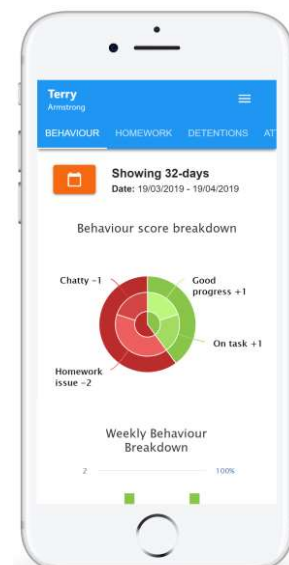 Terry
Armstrong
BEHAVIOUR HOMEWORK DETENTIONS AT
Showing 32-days
Date: 19/03/2019 - 19/04/2019
Behaviour score breakdown
Chatty −1
Good
progress +1
On task +1
Homework
issue −2
Weekly Behaviour
Breakdown
2 100%